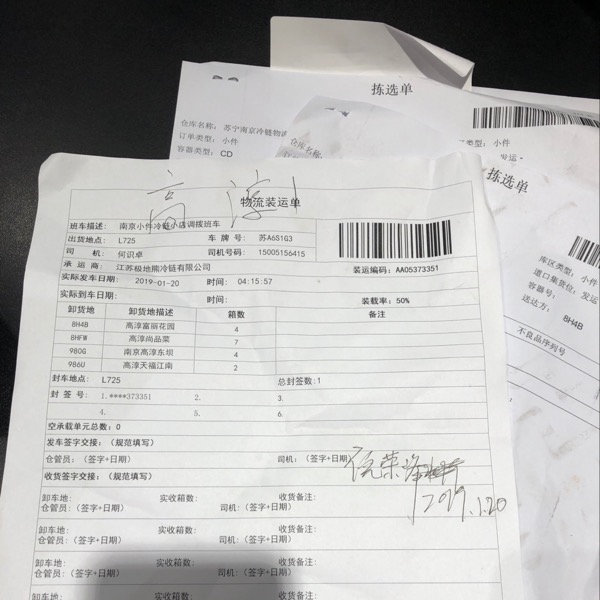 拣选单
仓库名称: 苏宁南京冷链物流
订单类型: 小件
容器类型: CD
仓库名称:
发运
拣选单
库区类型: 小件
道口集货位: 发运
容器号:
送达方: 8H4B
不良品序列号
高淳1
物流装运单
班车描述: 南京小件冷链小店调拨班车
出货地点: L725 车 牌 号: 苏A6S1G3
司 机: 何识卓 司机号码: 15005156415
承 运 商: 江苏极地熊冷链有限公司 装运编码: AA05373351
实际发车日期: 2019-01-20 时间: 04:15:57
实际到车日期: 时间: 装载率: 50%
卸货地 卸货地描述 箱数 备注
8H4B 高淳富丽花园 4
8HFW 高淳尚品菜 7
980G 南京高淳东坝 4
986U 高淳天福江南 2
封车地点: L725 总封签数:1
封 签 号: 1.****373351 2. 3.
4. 5. 6.
空承载单元总数: 0
发车签字交接: (规范填写)
仓管员: (签字+日期) 司机: (签字+日期)
收货签字交接: (规范填写)
2019.1.20
卸车地: 实收箱数: 收货备注:
仓管员: (签字+日期) 司机: (签字+日期)
卸车地: 实收箱数: 收货备注:
仓管员: (签字+日期) 司机: (签字+日期)
卸车地: 实收箱数: 收货备注:
仓管员: (签字+日期) 司机: (签字+日期)